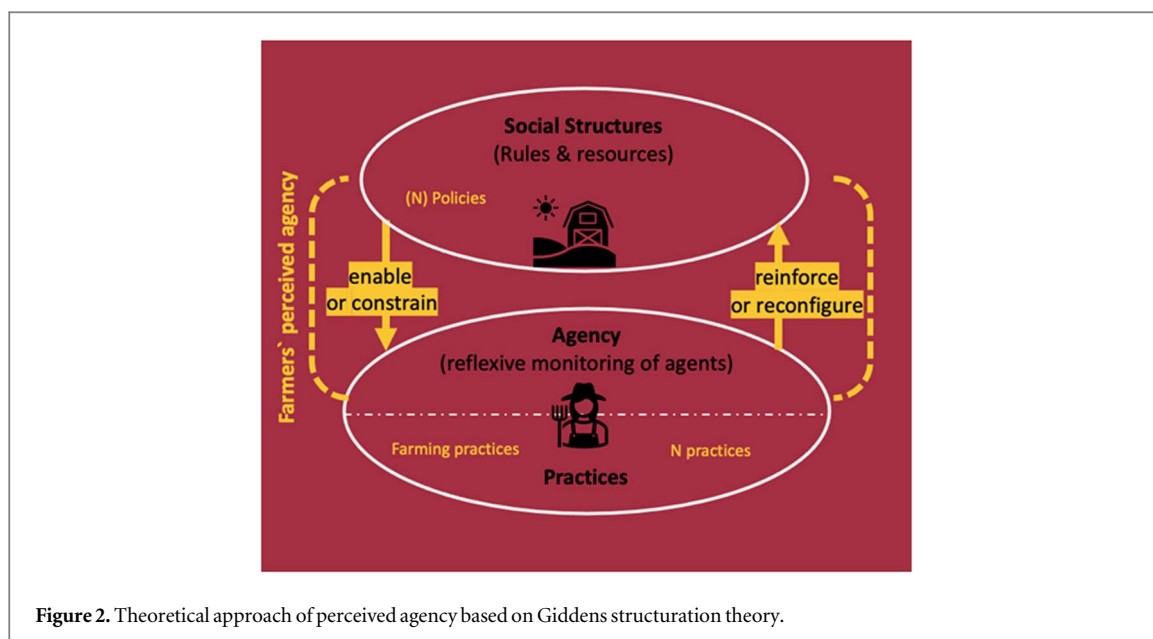 Social Structures
(Rules & resources)
(N) Policies
Farmers` perceived agency
enable
or constrain
reinforce
or reconfigure
Agency
(reflexive monitoring of agents)
Farming practices
N practices
Practices
Figure 2. Theoretical approach of perceived agency based on Giddens structuration theory.